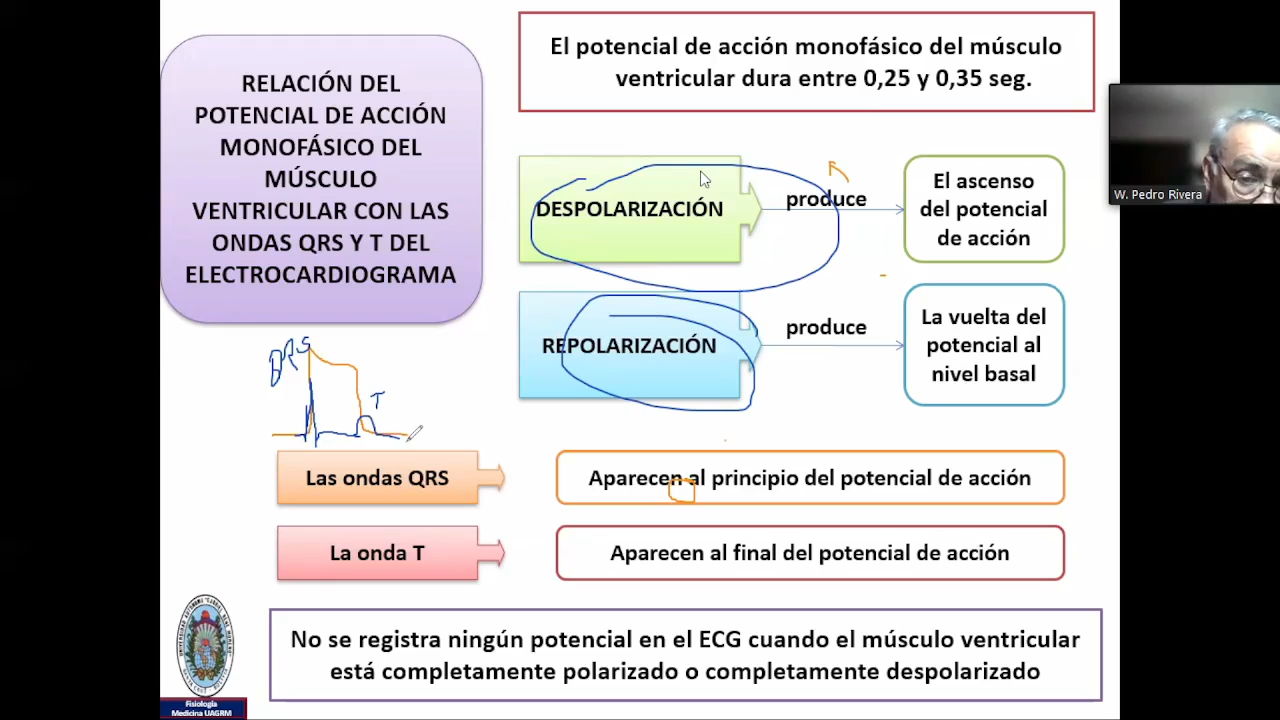 RELACIÓN DEL
POTENCIAL DE ACCIÓN
MONOFÁSICO DEL
MÚSCULO
VENTRICULAR CON LAS
ONDAS QRS Y T DEL
ELECTROCARDIOGRAMA
El potencial de acción monofásico del músculo
ventricular dura entre 0,25 y 0,35 seg.
DESPOLARIZACIÓN
produce
El ascenso
del potencial
de acción
REPOLARIZACIÓN
produce
La vuelta del
potencial al
nivel basal
QRS
T
Las ondas QRS
Aparecen al principio del potencial de acción
La onda T
Aparecen al final del potencial de acción
No se registra ningún potencial en el ECG cuando el músculo ventricular
está completamente polarizado o completamente despolarizado
Fisiología
Medicina UAGRM
W. Pedro Rivera